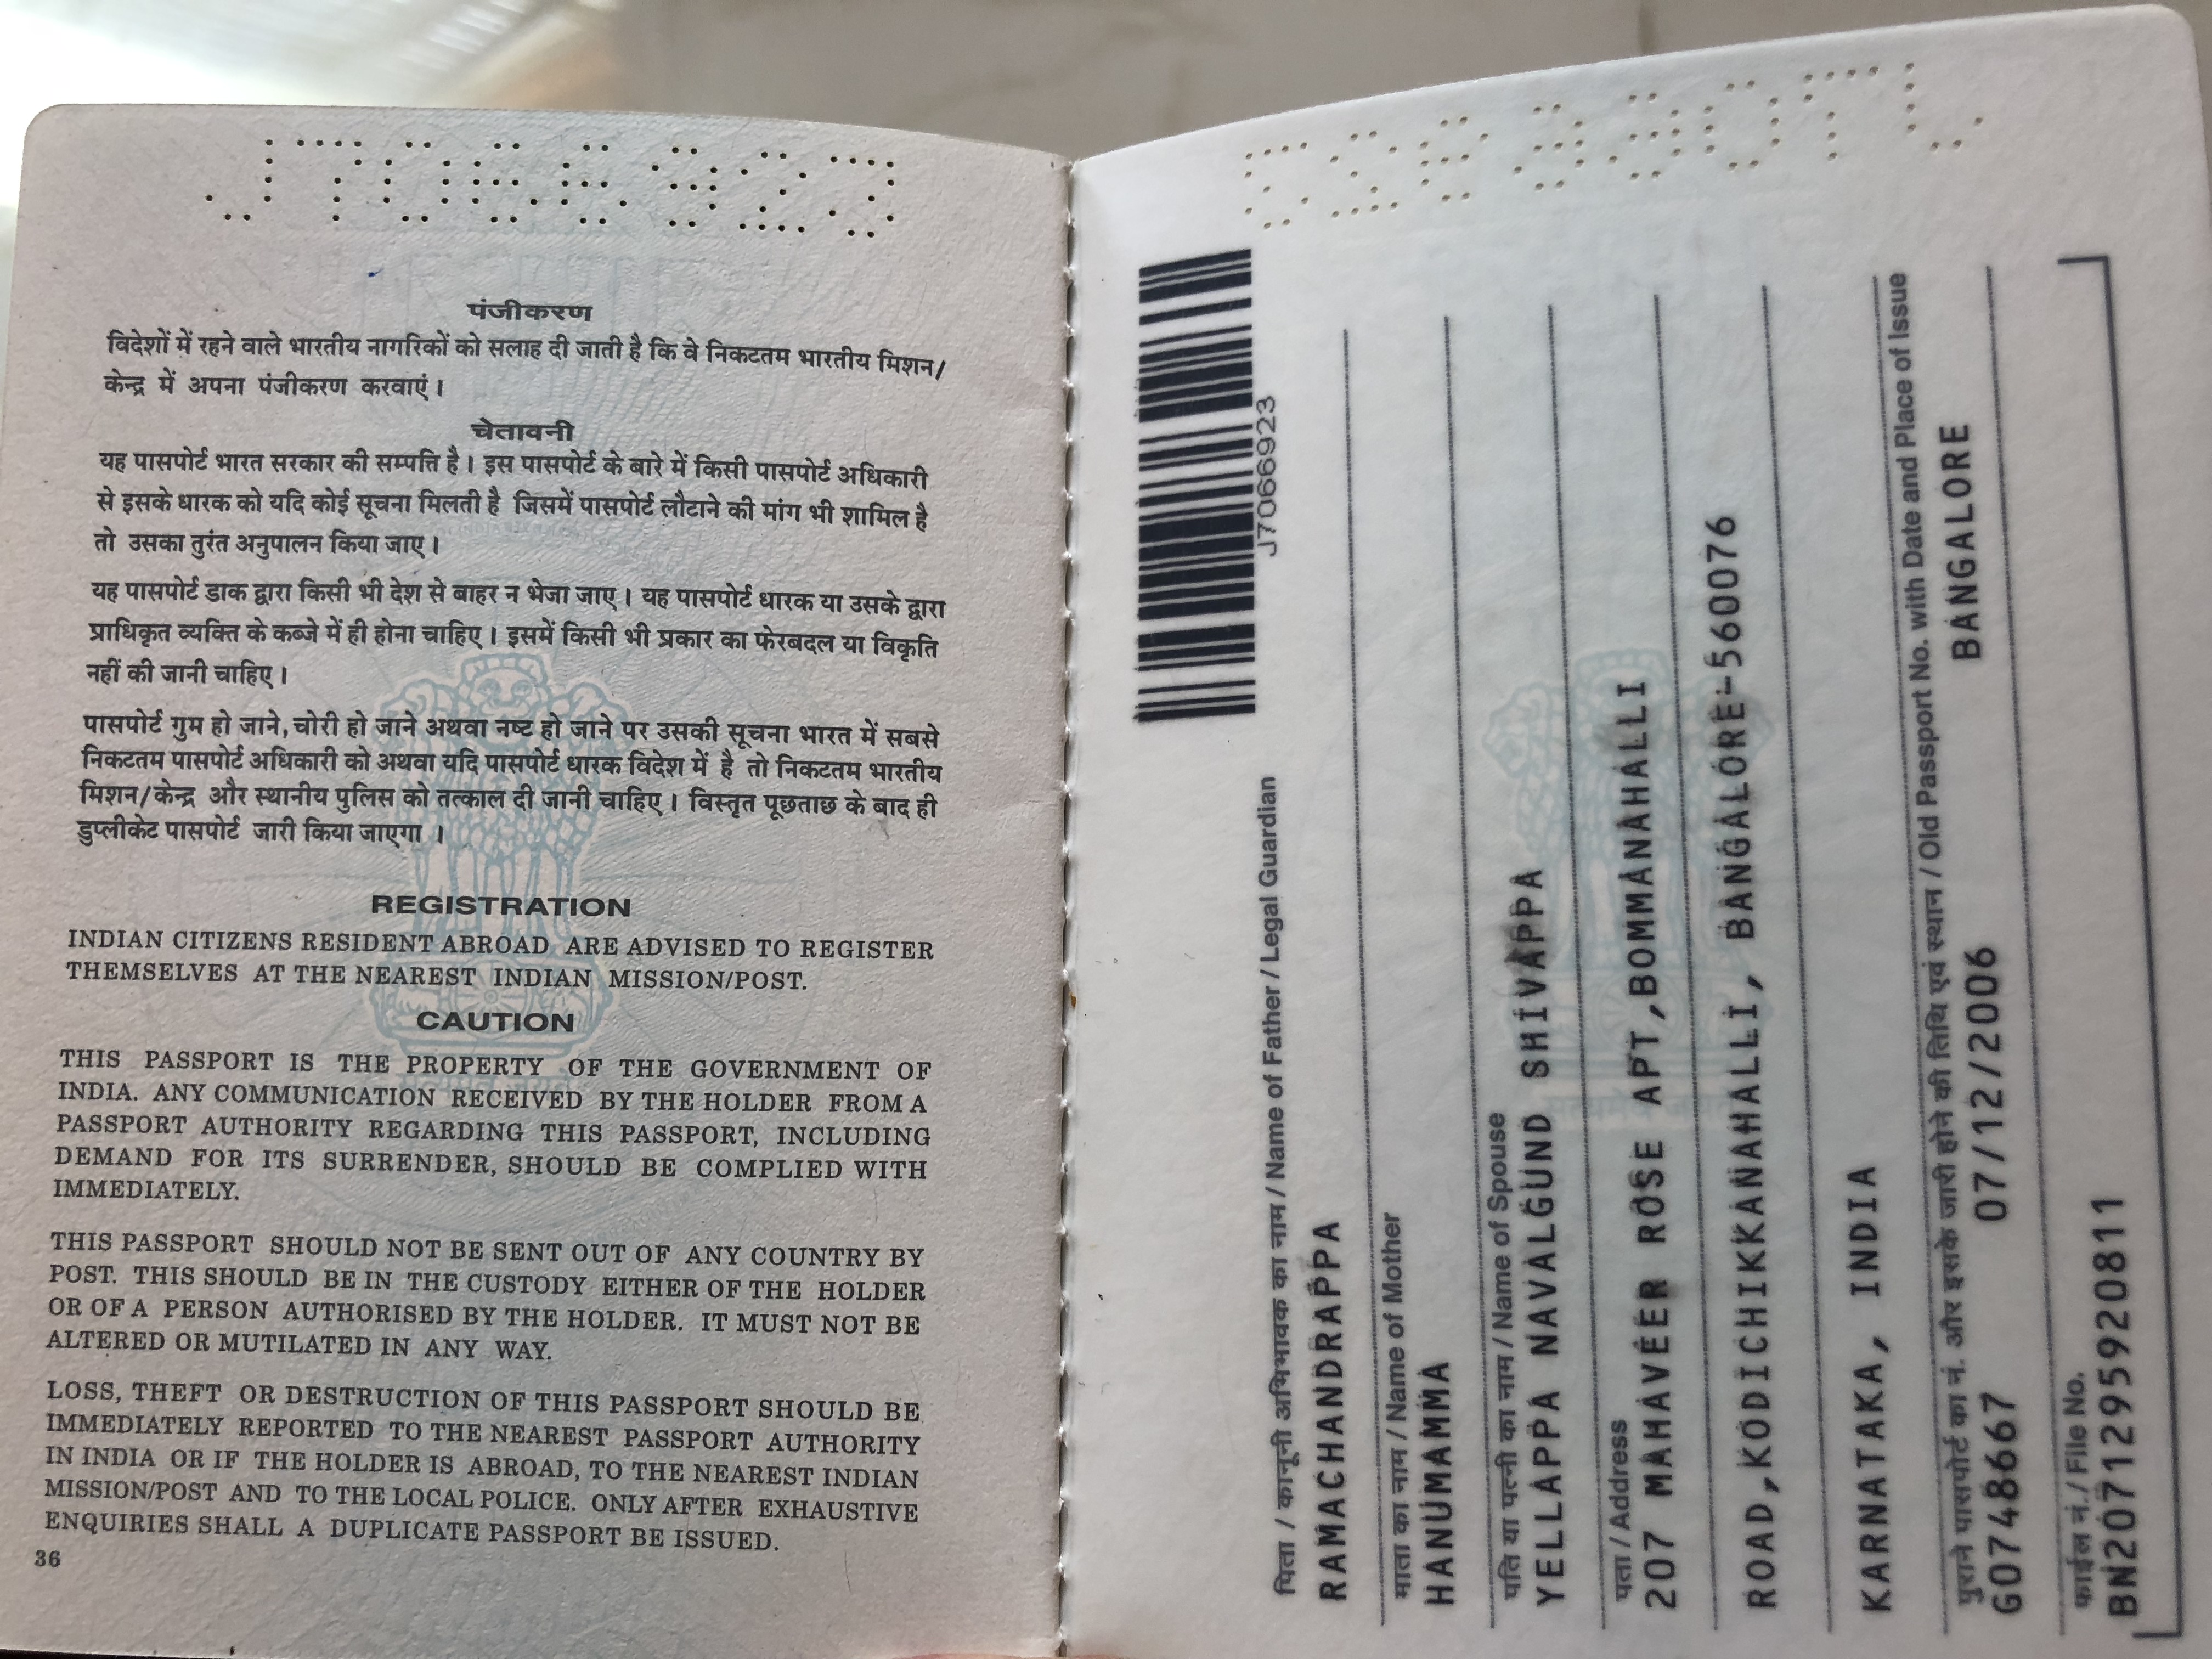 पंजीकरण
विदेशों में रहने वाले भारतीय नागरिकों को सलाह दी जाती है कि वे निकटतम भारतीय मिशन/
केन्द्र में अपना पंजीकरण करवाएं।
चेतावनी
यह पासपोर्ट भारत सरकार की सम्पत्ति है। इस पासपोर्ट के बारे में किसी पासपोर्ट अधिकारी
से इसके धारक को यदि कोई सूचना मिलती है जिसमें पासपोर्ट लौटाने की मांग भी शामिल है
तो उसका तुरंत अनुपालन किया जाए।
यह पासपोर्ट डाक द्वारा किसी भी देश से बाहर न भेजा जाए। यह पासपोर्ट धारक या उसके द्वारा
प्राधिकृत व्यक्ति के कब्जे में ही होना चाहिए। इसमें किसी भी प्रकार का फेरबदल या विकृति
नहीं की जानी चाहिए।
पासपोर्ट गुम हो जाने, चोरी हो जाने अथवा नष्ट हो जाने पर उसकी सूचना भारत में सबसे
निकटतम पासपोर्ट अधिकारी को अथवा यदि पासपोर्ट धारक विदेश में है तो निकटतम भारतीय
मिशन/केन्द्र और स्थानीय पुलिस को तत्काल दी जानी चाहिए। विस्तृत पूछताछ के बाद ही
डुप्लीकेट पासपोर्ट जारी किया जाएगा।
REGISTRATION
INDIAN CITIZENS RESIDENT ABROAD ARE ADVISED TO REGISTER
THEMSELVES AT THE NEAREST INDIAN MISSION/POST.
CAUTION
THIS PASSPORT IS THE PROPERTY OF THE GOVERNMENT OF
INDIA. ANY COMMUNICATION RECEIVED BY THE HOLDER FROM A
PASSPORT AUTHORITY REGARDING THIS PASSPORT, INCLUDING
DEMAND FOR ITS SURRENDER, SHOULD BE COMPLIED WITH
IMMEDIATELY.
THIS PASSPORT SHOULD NOT BE SENT OUT OF ANY COUNTRY BY
POST. THIS SHOULD BE IN THE CUSTODY EITHER OF THE HOLDER
OR OF A PERSON AUTHORISED BY THE HOLDER. IT MUST NOT BE
ALTERED OR MUTILATED IN ANY WAY.
LOSS, THEFT OR DESTRUCTION OF THIS PASSPORT SHOULD BE
IMMEDIATELY REPORTED TO THE NEAREST PASSPORT AUTHORITY
IN INDIA OR IF THE HOLDER IS ABROAD, TO THE NEAREST INDIAN
MISSION/POST AND TO THE LOCAL POLICE. ONLY AFTER EXHAUSTIVE
ENQUIRIES SHALL A DUPLICATE PASSPORT BE ISSUED.
36
J7066923
पिता / कानूनी अभिभावक का नाम / Name of Father / Legal Guardian
RAMACHANDRAPPA
माता का नाम / Name of Mother
HANUMAMMA
पति या पत्नी का नाम / Name of Spouse
YELLAPPA NAVALGUND SHIVAPPA
पता / Address
207 MAHAVEER ROSE APT,BOMMANAHALLI
ROAD,KODICHIKKANAHALLI, BANGALORE-560076
KARNATAKA, INDIA
पुराने पासपोर्ट का नं. और इसके जारी होने की तिथि एवं स्थान / Old Passport No. with Date and Place of Issue
G0748667 07/12/2006 BANGALORE
फाईल नं./ File No.
BN2071295920811